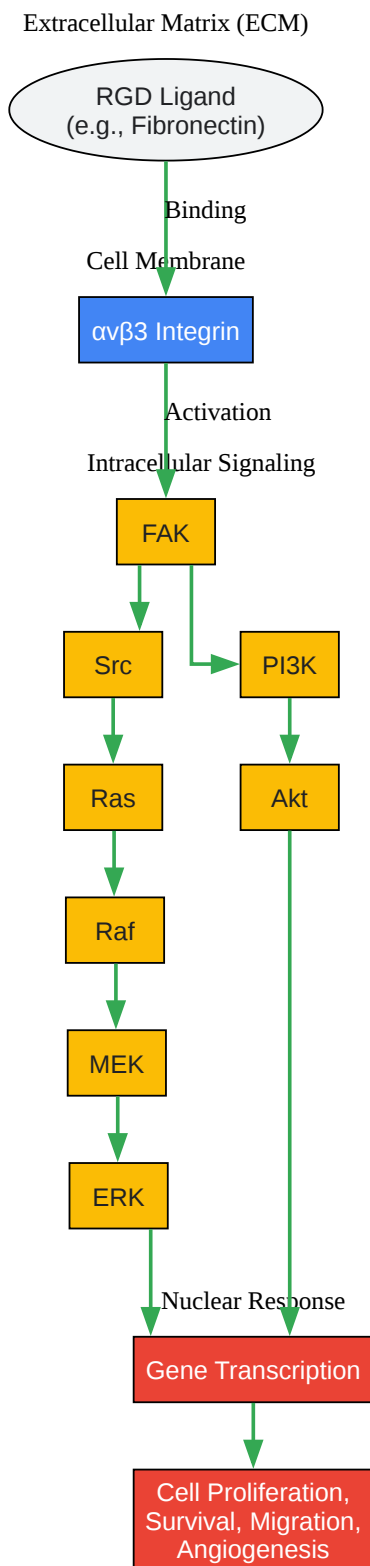 Extracellular Matrix (ECM)
RGD Ligand
(e.g., Fibronectin)
Binding
Cell Membrane
αvβ3 Integrin
Activation
Intracellular Signaling
FAK
Src
PI3K
Ras
Akt
Raf
MEK
ERK
Nuclear Response
Gene Transcription
Cell Proliferation,
Survival, Migration,
Angiogenesis